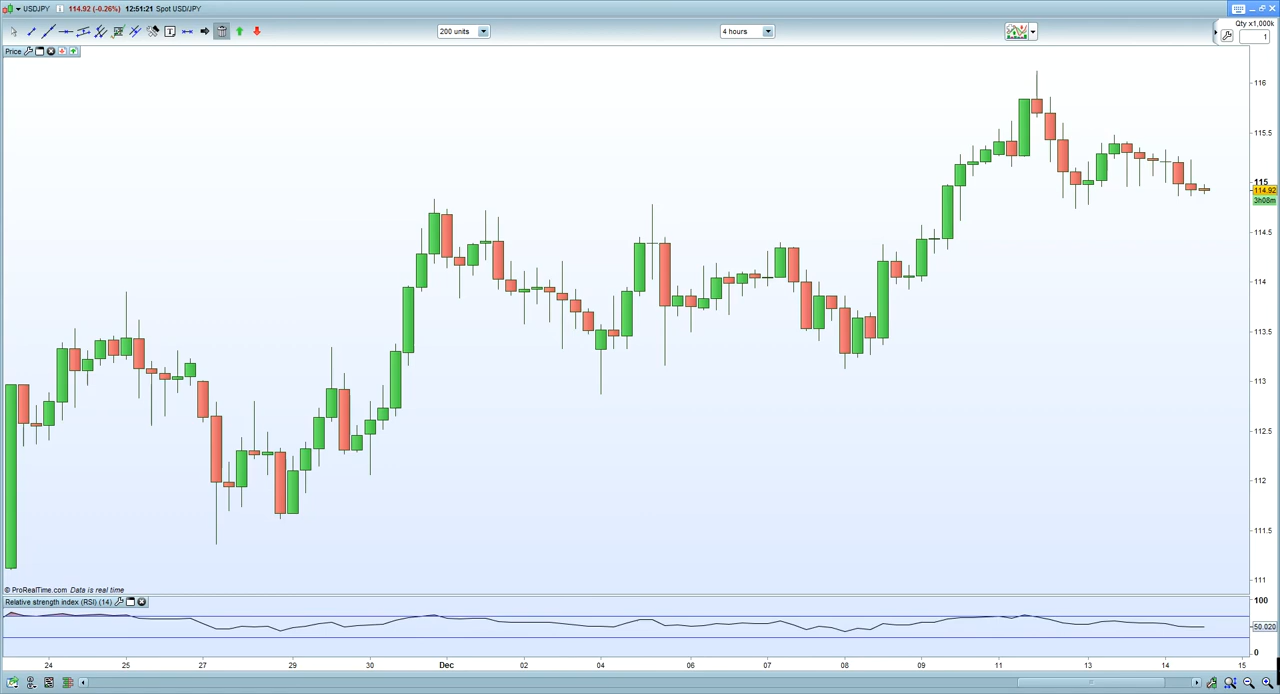 USDJPY 114.92 (-0.26%) 12:51:21 Spot USD/JPY
200 units 4 hours
Qty x1,000k
1
Price
116
115.5
115
114.92
3h08m
114.5
114
113.5
113
112.5
112
111.5
111
© ProRealTime.com Data is real time
Relative strength index (RSI) (14)
100
50.020
0
24 25 27 29 30 Dec 02 04 06 07 08 09 11 13 14 15